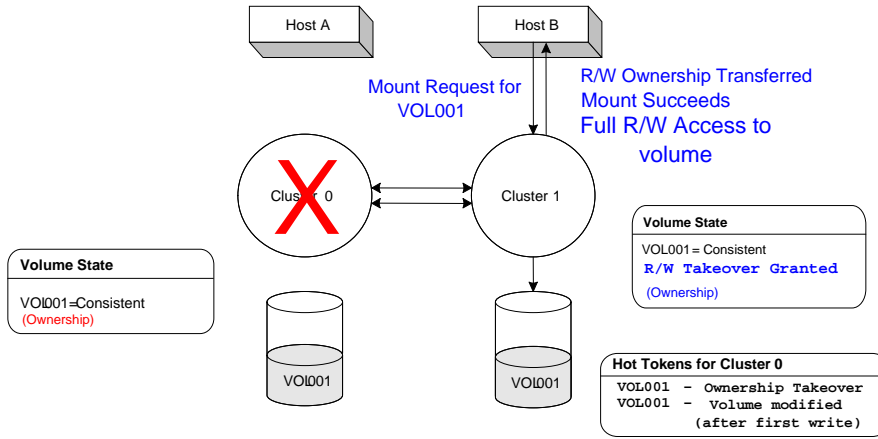 Host A
Host B
Mount Request for
VOL001
R/W Ownership Transferred
Mount Succeeds
Full R/W Access to
volume
X
Cluster 0
Cluster 1
Volume State
VOL001=Consistent
(Ownership)
Volume State
VOL001 = Consistent
R/W Takeover Granted
(Ownership)
VOL001
VOL001
Hot Tokens for Cluster 0
VOL001 – Ownership Takeover
VOL001 – Volume modified
(after first write)